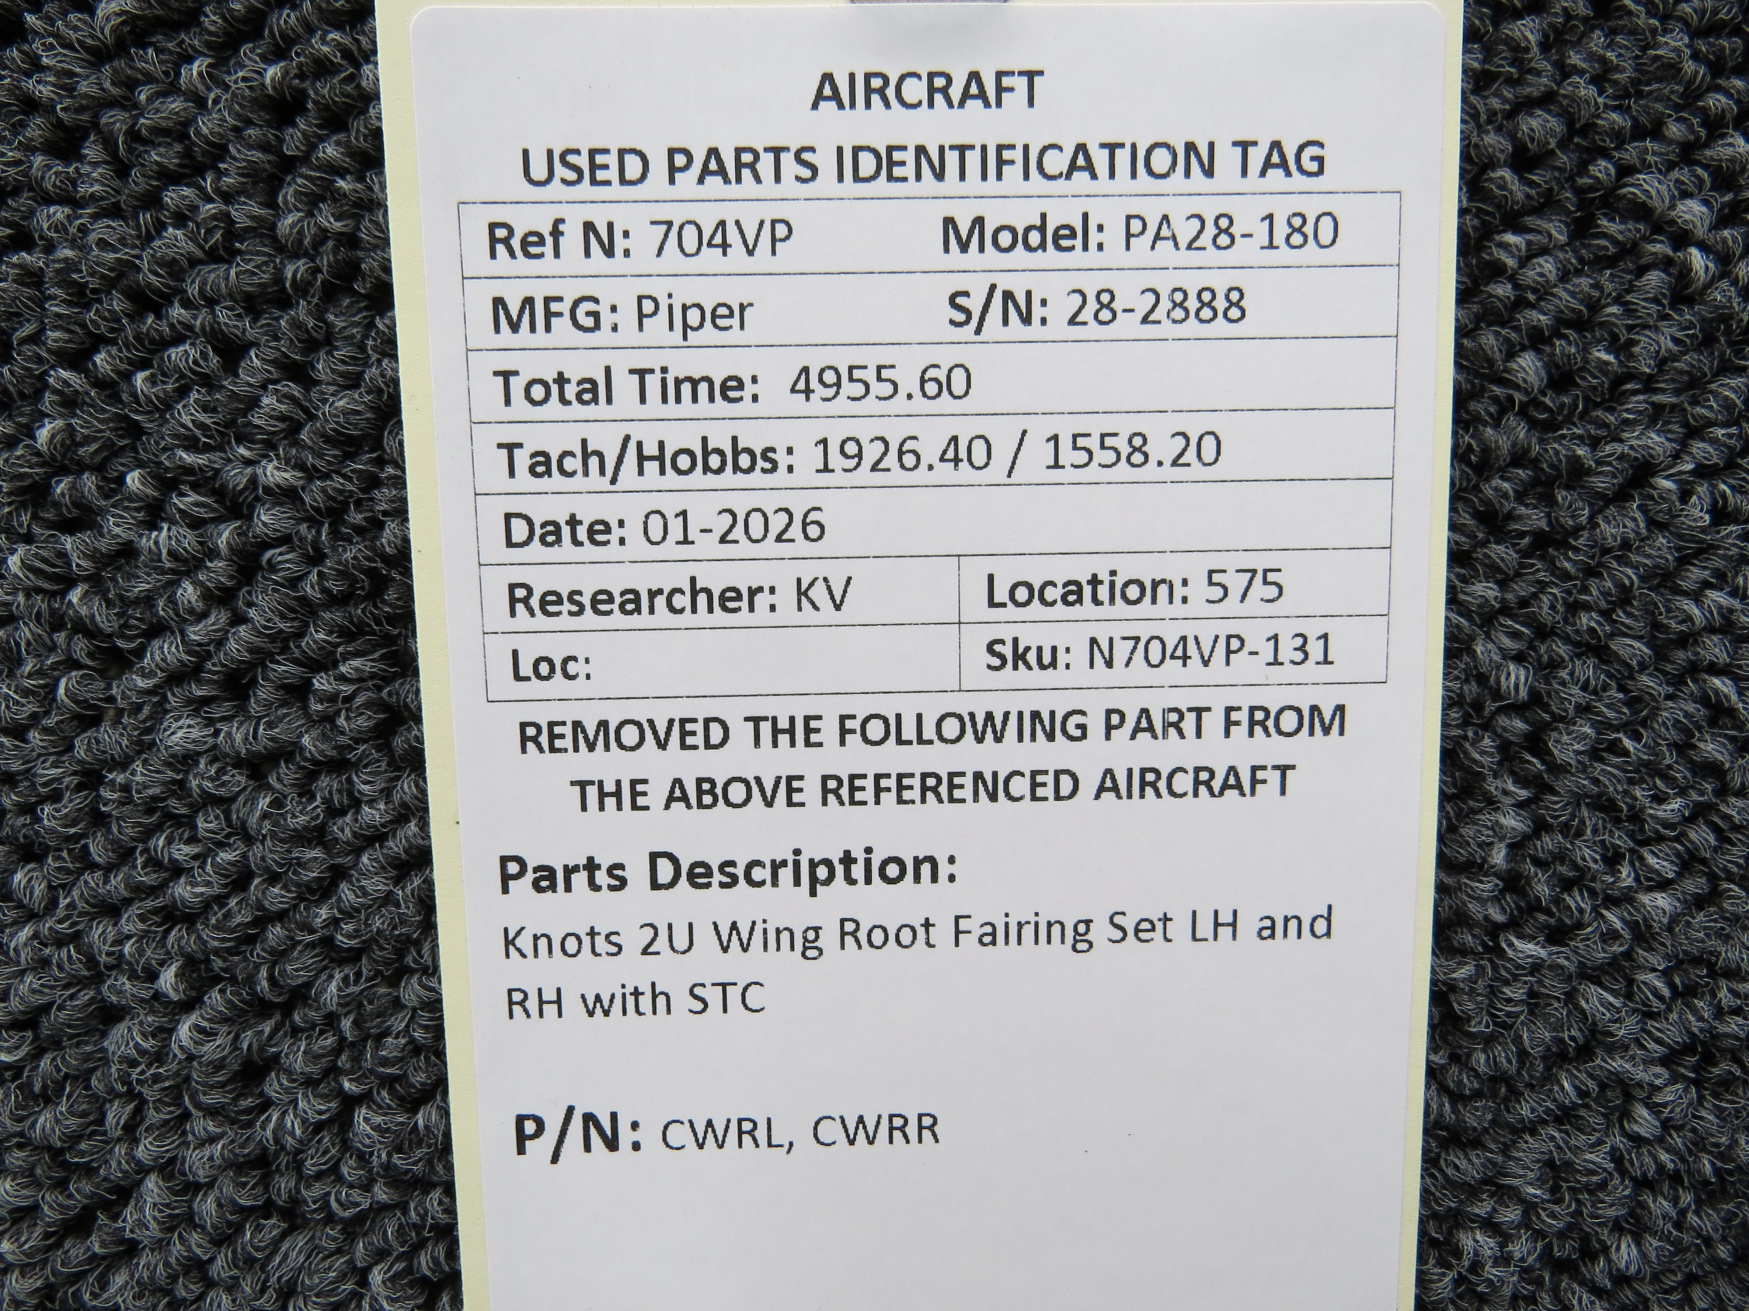 AIRCRAFT
USED PARTS IDENTIFICATION TAG
Ref N: 704VP Model: PA28-180
MFG: Piper S/N: 28-2888
Total Time: 4955.60
Tach/Hobbs: 1926.40 / 1558.20
Date: 01-2026
Researcher: KV Location: 575
Loc: Sku: N704VP-131
REMOVED THE FOLLOWING PART FROM
THE ABOVE REFERENCED AIRCRAFT
Parts Description:
Knots 2U Wing Root Fairing Set LH and
RH with STC
P/N: CWRL, CWRR